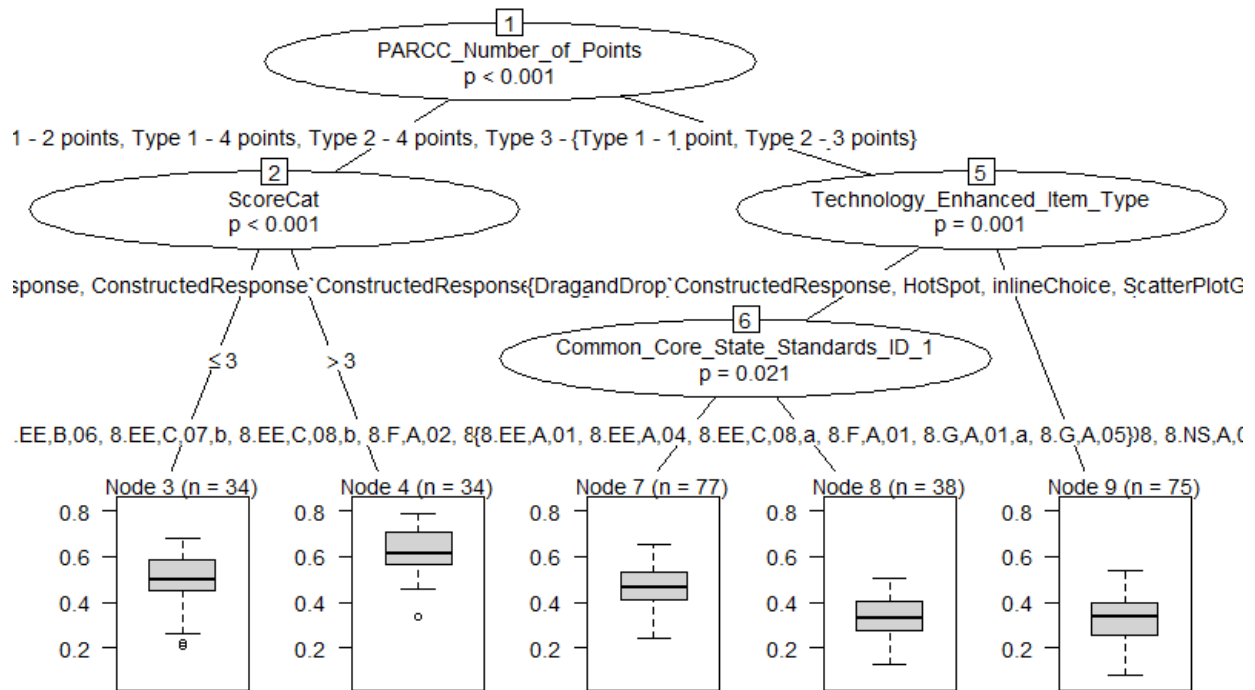 1
PARCC_Number_of_Points
p < 0.001
1 - 2 points, Type 1 - 4 points, Type 2 - 4 points, Type 3 - {Type 1 - 1 point, Type 2 - 3 points}
2
ScoreCat
p < 0.001
5
Technology_Enhanced_Item_Type
p = 0.001
sponse, ConstructedResponse`ConstructedResponse{DragandDrop`ConstructedResponse, HotSpot, inlineChoice, ScatterPlotG
≤ 3
> 3
6
Common_Core_State_Standards_ID_1
p = 0.021
.EE,B,06, 8.EE,C,07,b, 8.EE,C,08,b, 8.F,A,02, 8{8.EE,A,01, 8.EE,A,04, 8.EE,C,08,a, 8.F,A,01, 8.G,A,01,a, 8.G,A,05}8, 8.NS,A,0
Node 3 (n = 34)
0.8
0.6
0.4
0.2
Node 4 (n = 34)
0.8
0.6
0.4
0.2
Node 7 (n = 77)
0.8
0.6
0.4
0.2
Node 8 (n = 38)
0.8
0.6
0.4
0.2
Node 9 (n = 75)
0.8
0.6
0.4
0.2